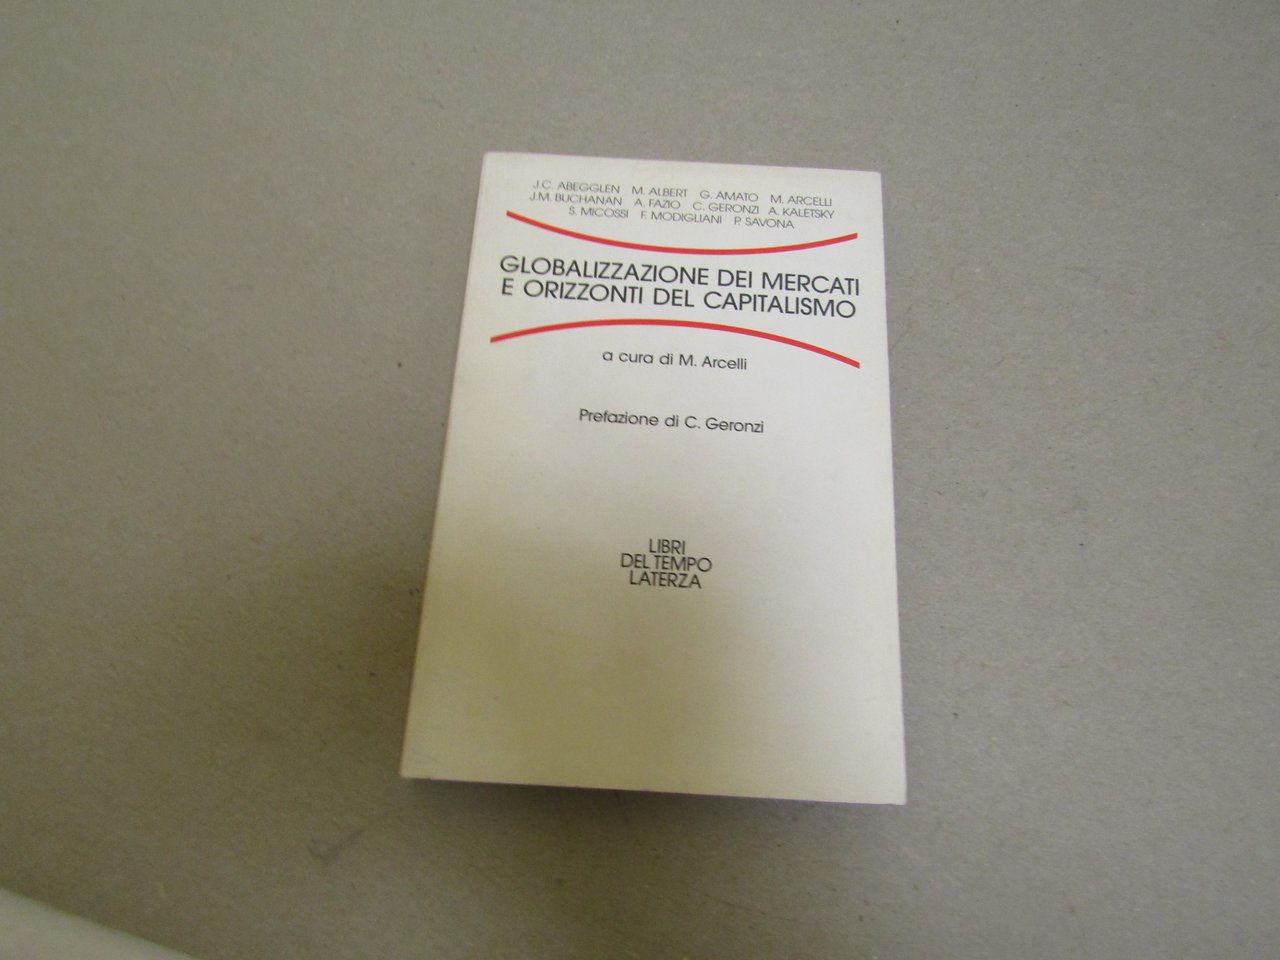 J.C. ABEGGLEN M. ALBERT G. AMATO M. ARCELLI
J.M. BUCHANAN A. FAZIO C. GERONZI A. KALETSKY
S. MICOSSI F. MODIGLIANI P. SAVONA
GLOBALIZZAZIONE DEI MERCATI
E ORIZZONTI DEL CAPITALISMO
a cura di M. Arcelli
Prefazione di C. Geronzi
LIBRI
DEL TEMPO
LATERZA